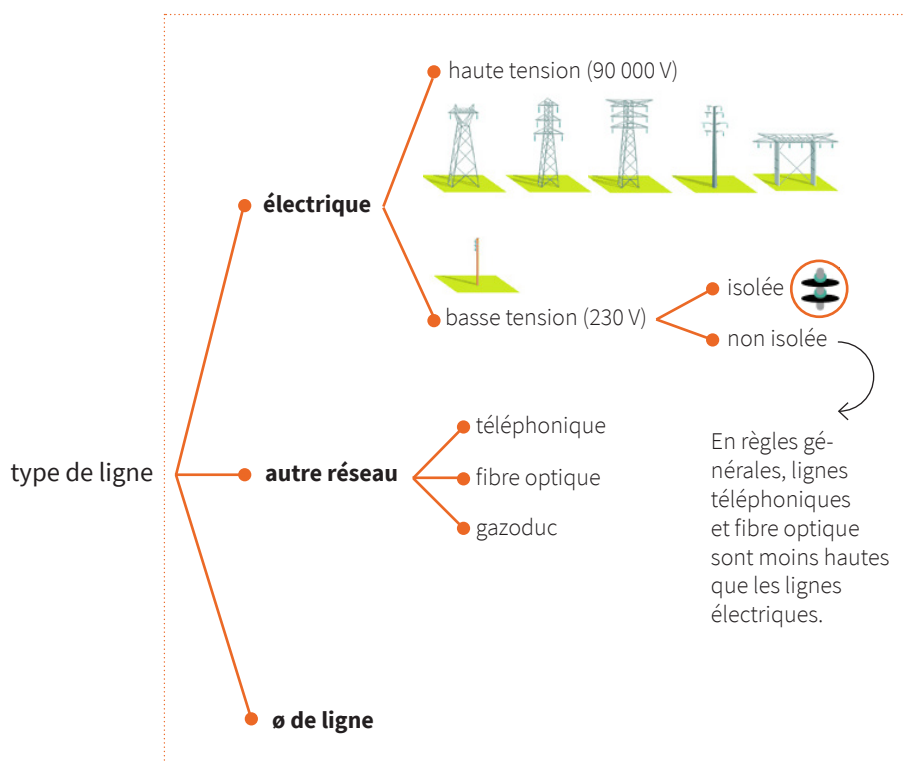 type de ligne
électrique
haute tension (90 000 V)
basse tension (230 V)
isolée
non isolée
En règles gé-
nérales, lignes
téléphoniques
et fibre optique
sont moins hautes
que les lignes
électriques.
autre réseau
téléphonique
fibre optique
gazoduc
ø de ligne